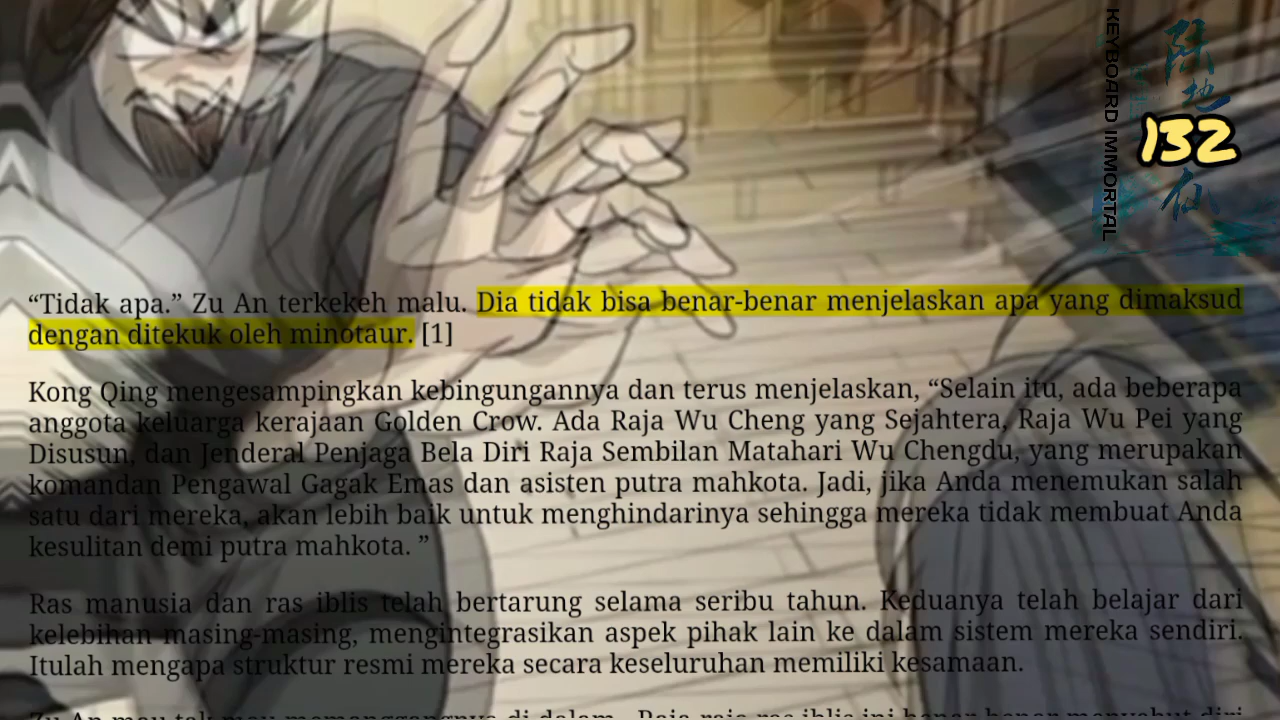 陸地
KEYBOARD IMMORTAL
132
仙
“Tidak apa.” Zu An terkekeh malu. Dia tidak bisa benar-benar menjelaskan apa yang dimaksud
dengan ditekuk oleh minotaur. [1]
Kong Qing mengesampingkan kebingungannya dan terus menjelaskan, “Selain itu, ada beberapa
anggota keluarga kerajaan Golden Crow. Ada Raja Wu Cheng yang Sejahtera, Raja Wu Pei yang
Disusun, dan Jenderal Penjaga Bela Diri Raja Sembilan Matahari Wu Chengdu, yang merupakan
komandan Pengawal Gagak Emas dan asisten putra mahkota. Jadi, jika Anda menemukan salah
satu dari mereka, akan lebih baik untuk menghindarinya sehingga mereka tidak membuat Anda
kesulitan demi putra mahkota. ”
Ras manusia dan ras iblis telah bertarung selama seribu tahun. Keduanya telah belajar dari
kelebihan masing-masing, mengintegrasikan aspek pihak lain ke dalam sistem mereka sendiri.
Itulah mengapa struktur resmi mereka secara keseluruhan memiliki kesamaan.